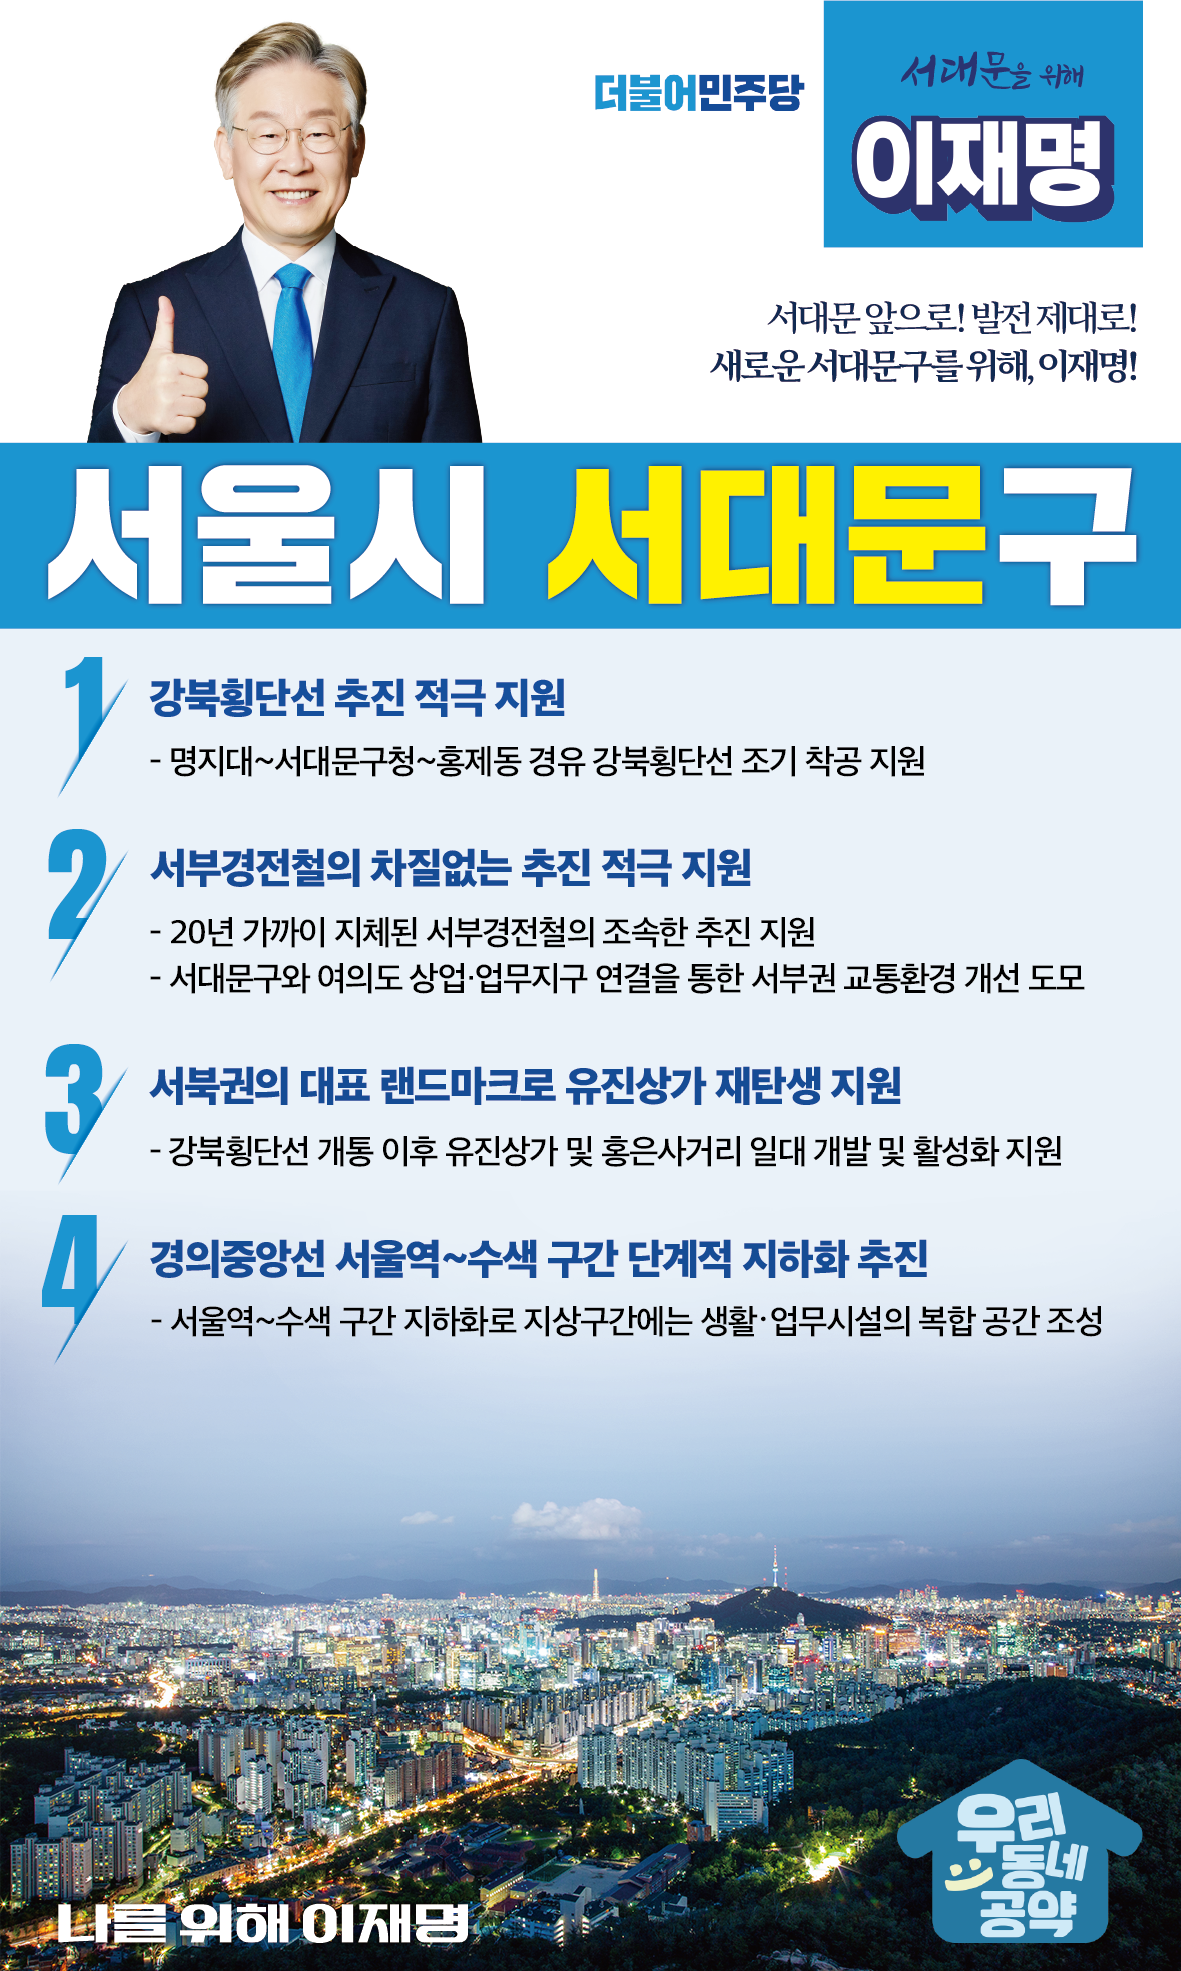 더불어민주당
서대문을 위해
이재명
서대문 앞으로! 발전 제대로!
새로운 서대문구를 위해, 이재명!
서울시 서대문구
1 강북횡단선 추진 적극 지원
- 명지대~서대문구청~홍제동 경유 강북횡단선 조기 착공 지원
2 서부경전철의 차질없는 추진 적극 지원
- 20년 가까이 지체된 서부경전철의 조속한 추진 지원
- 서대문구와 여의도 상업·업무지구 연결을 통한 서부권 교통환경 개선 도모
3 서북권의 대표 랜드마크로 유진상가 재탄생 지원
- 강북횡단선 개통 이후 유진상가 및 홍은사거리 일대 개발 및 활성화 지원
4 경의중앙선 서울역~수색 구간 단계적 지하화 추진
- 서울역~수색 구간 지하화로 지상구간에는 생활·업무시설의 복합 공간 조성
우리
동네
공약
나를 위해 이재명